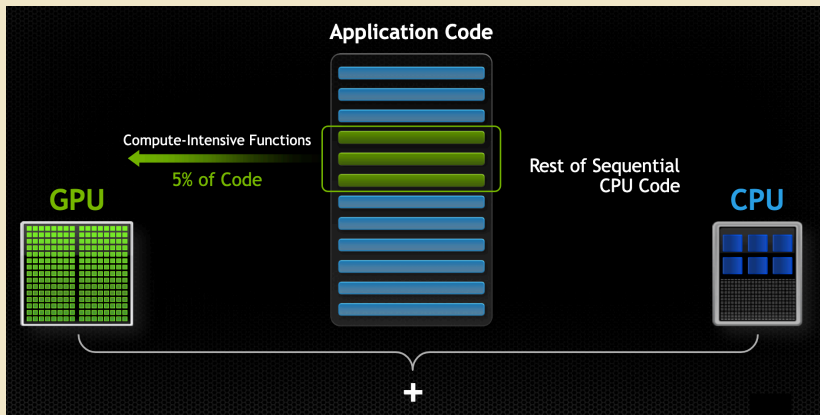 Application Code
Compute-Intensive Functions
5% of Code
Rest of Sequential
CPU Code
GPU
CPU
+